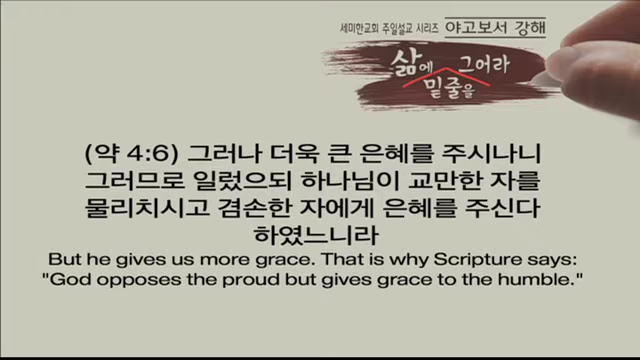 세미한교회 주일설교 시리즈 야고보서 강해
삶에 밑줄을 그어라
(약 4:6) 그러나 더욱 큰 은혜를 주시나니
그러므로 일렀으되 하나님이 교만한 자를
물리치시고 겸손한 자에게 은혜를 주신다
하였느니라
But he gives us more grace. That is why Scripture says:
"God opposes the proud but gives grace to the humble."